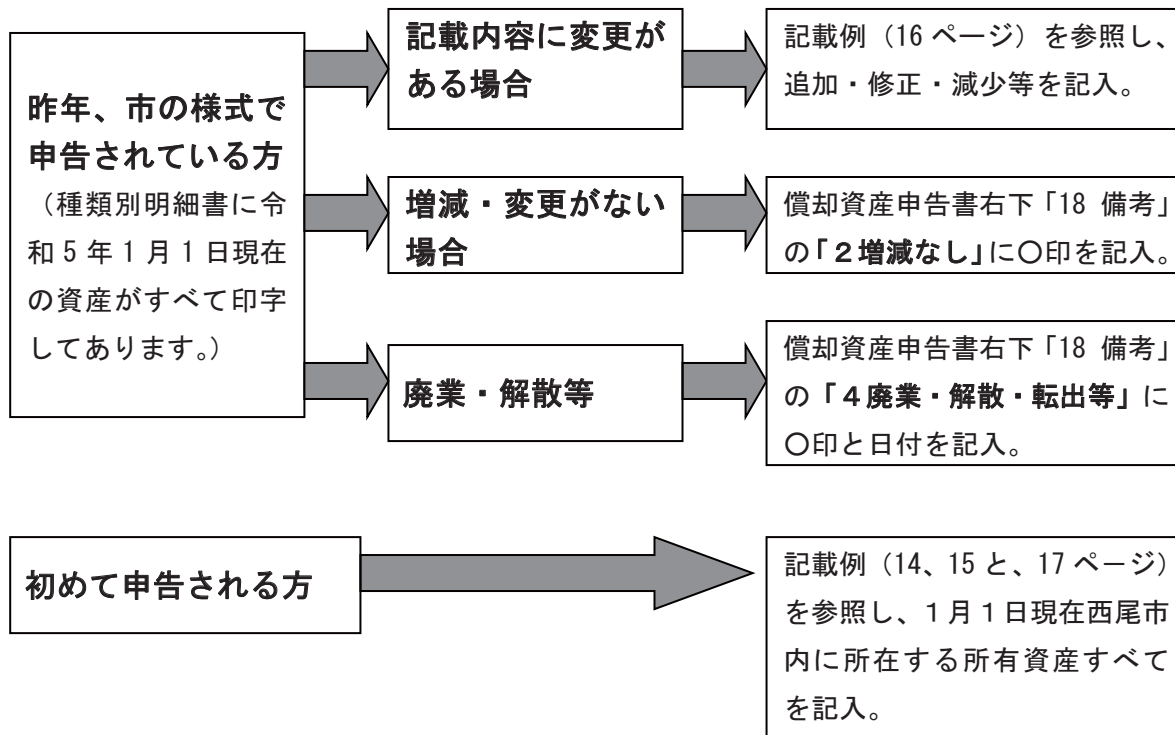 昨年、市の様式で
申告されている方
（種類別明細書に令
和5年1月1日現在
の資産がすべて印字
してあります。）
記載内容に変更が
ある場合
記載例（16ページ）を参照し、
追加・修正・減少等を記入。
増減・変更がない
場合
償却資産申告書右下「18 備考」
の「２増減なし」に〇印を記入。
廃業・解散等
償却資産申告書右下「18 備考」
の「４廃業・解散・転出等」に
〇印と日付を記入。
初めて申告される方
記載例（14、15と、17ページ）
を参照し、１月１日現在西尾市
内に所在する所有資産すべて
を記入。